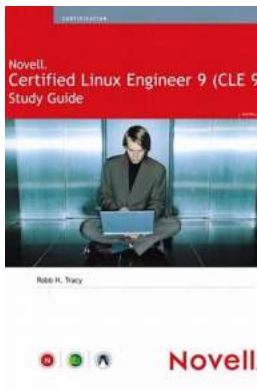 CERTIFICATION
Novell.
Certified Linux Engineer 9 (CLE 9
Study Guide
Robb H. Tracy
N
Novell.